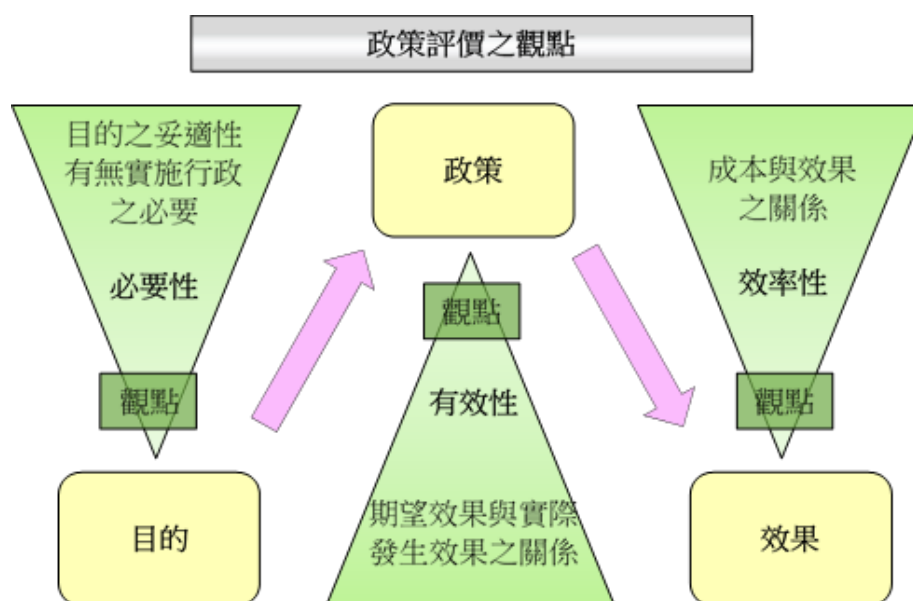 政策評價之觀點
目的之妥適性
有無實施行政
之必要
必要性
觀點
目的
政策
觀點
有效性
期望效果與實際
發生效果之關係
成本與效果
之關係
效率性
觀點
效果